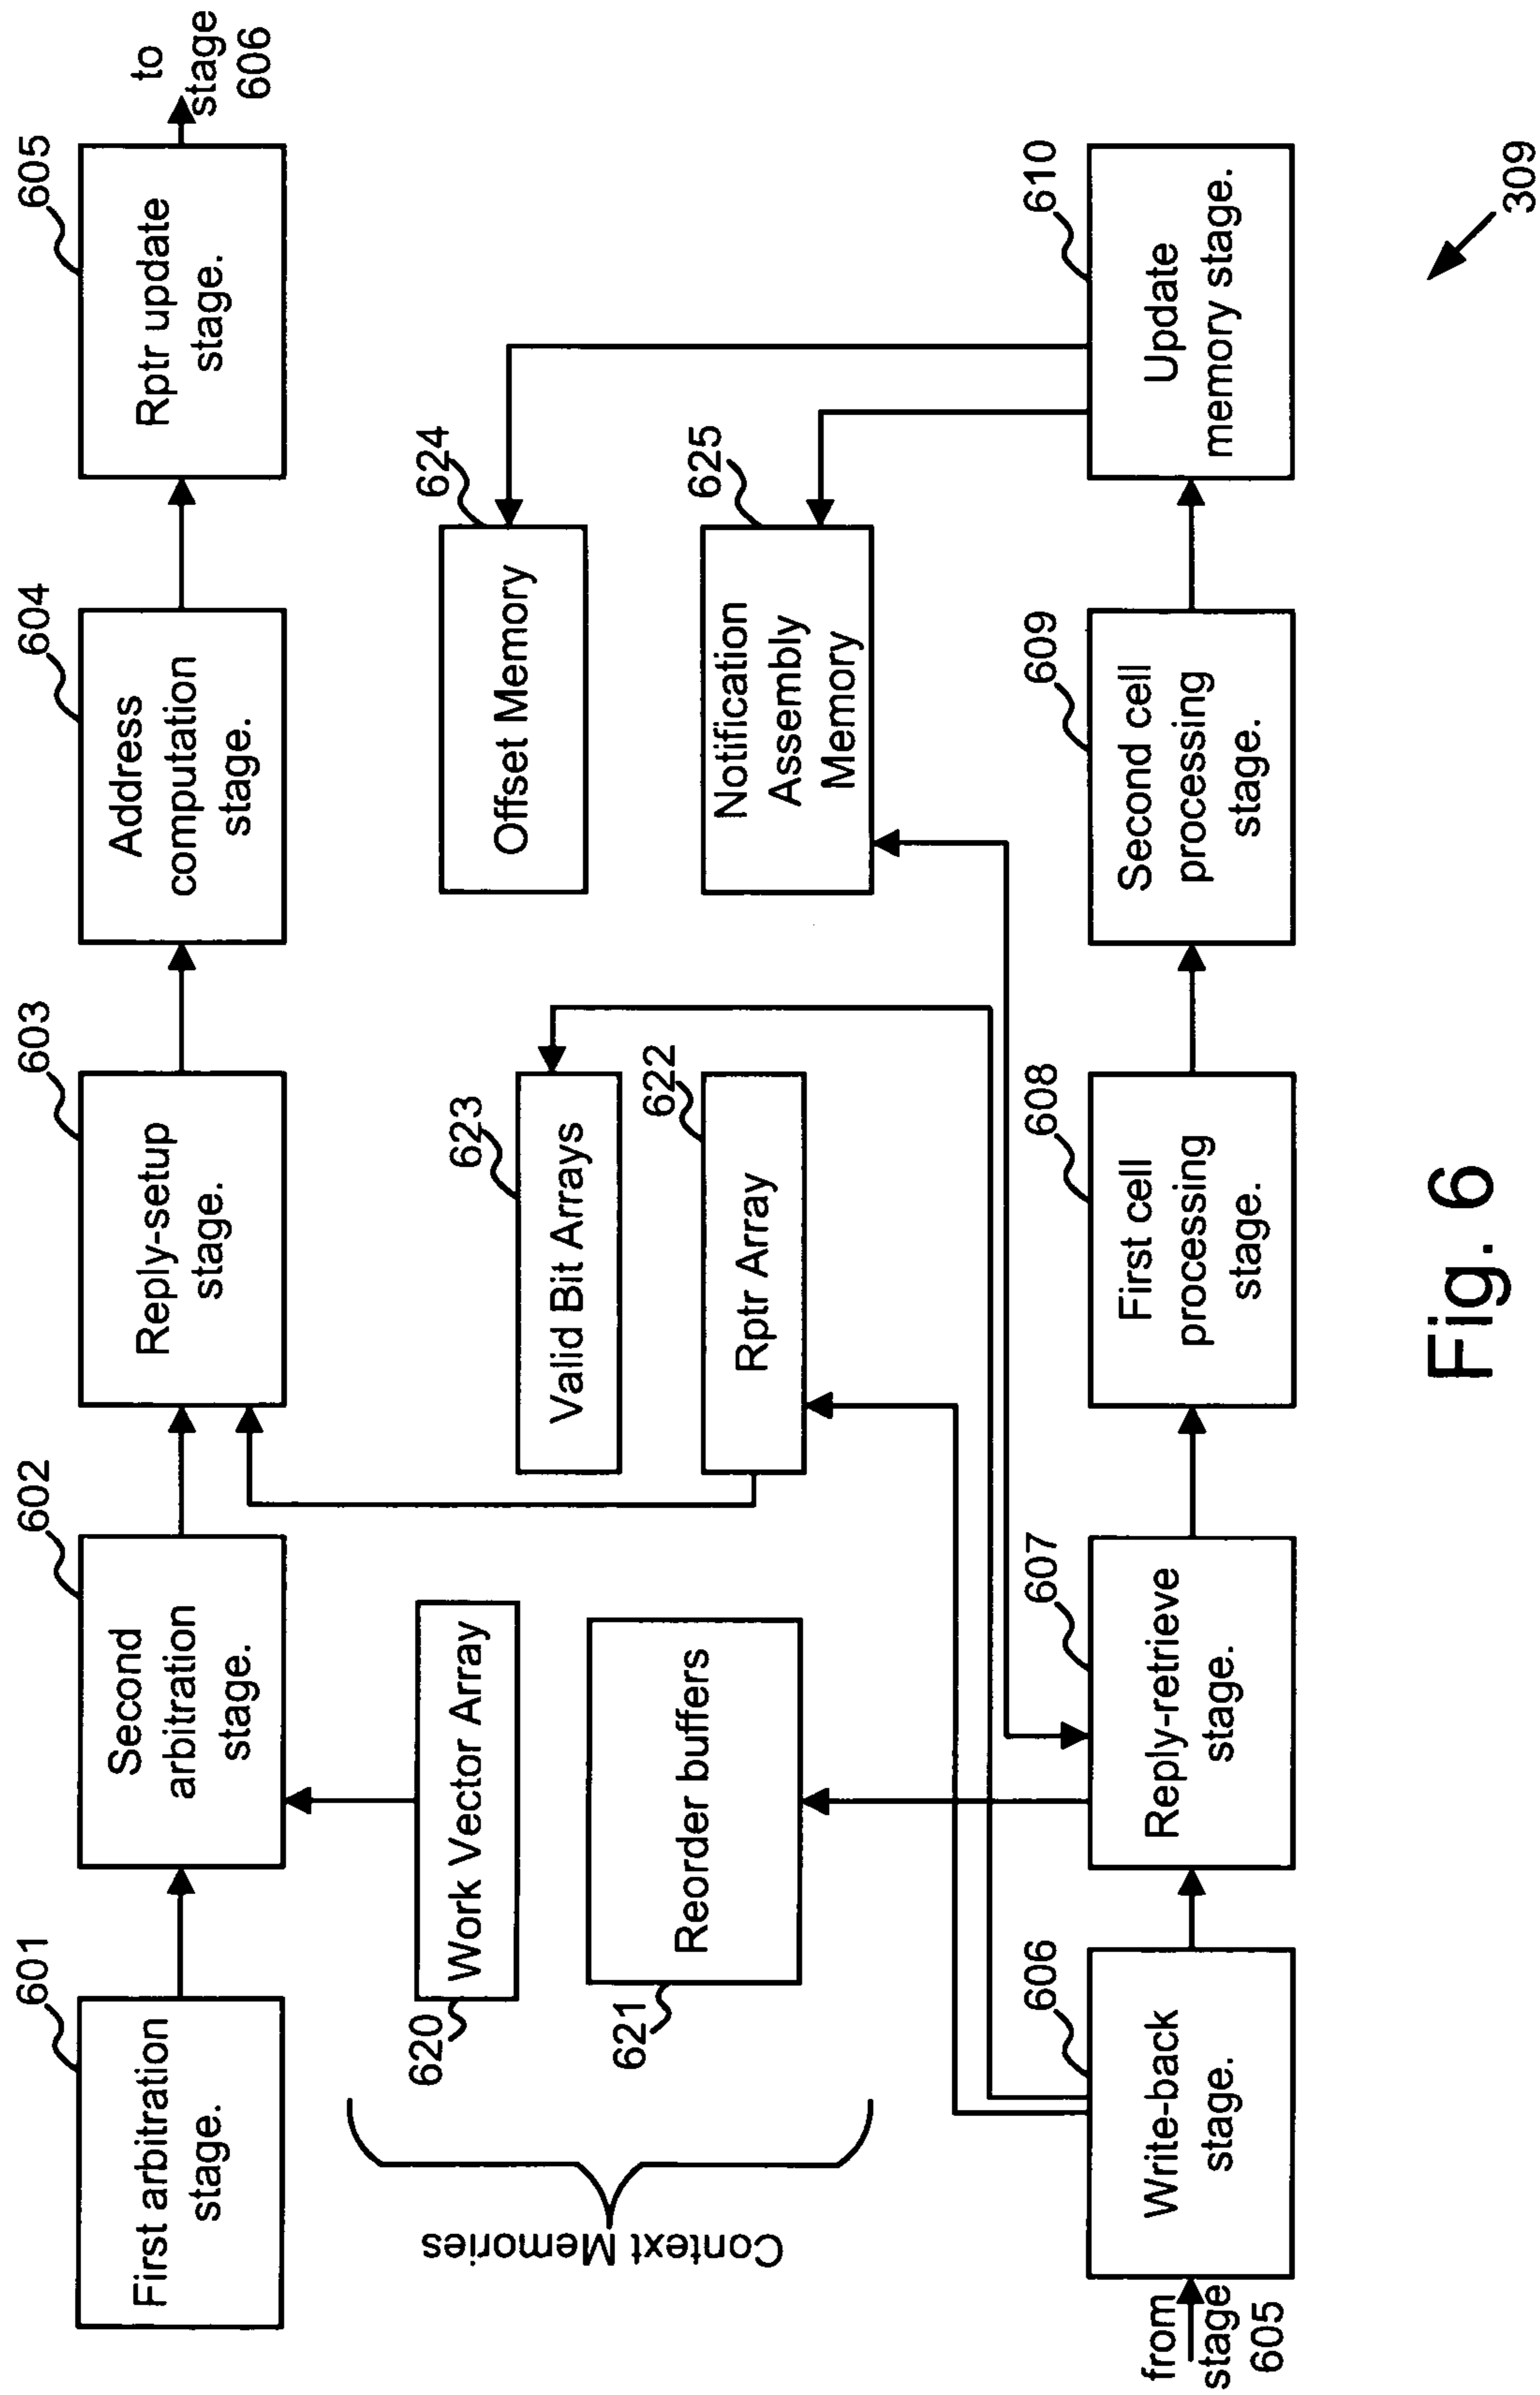 601
First arbitration
stage.
602
Second
arbitration
stage.
603
Reply-setup
stage.
604
Address
computation
stage.
605
Rptr update
stage.
to
stage
606
Context Memories
620
Work Vector Array
621
Reorder buffers
623
Valid Bit Arrays
622
Rptr Array
624
Offset Memory
625
Notification
Assembly
Memory
from
stage
605
606
Write-back
stage.
607
Reply-retrieve
stage.
608
First cell
processing
stage.
609
Second cell
processing
stage.
610
Update
memory stage.
309
Fig. 6